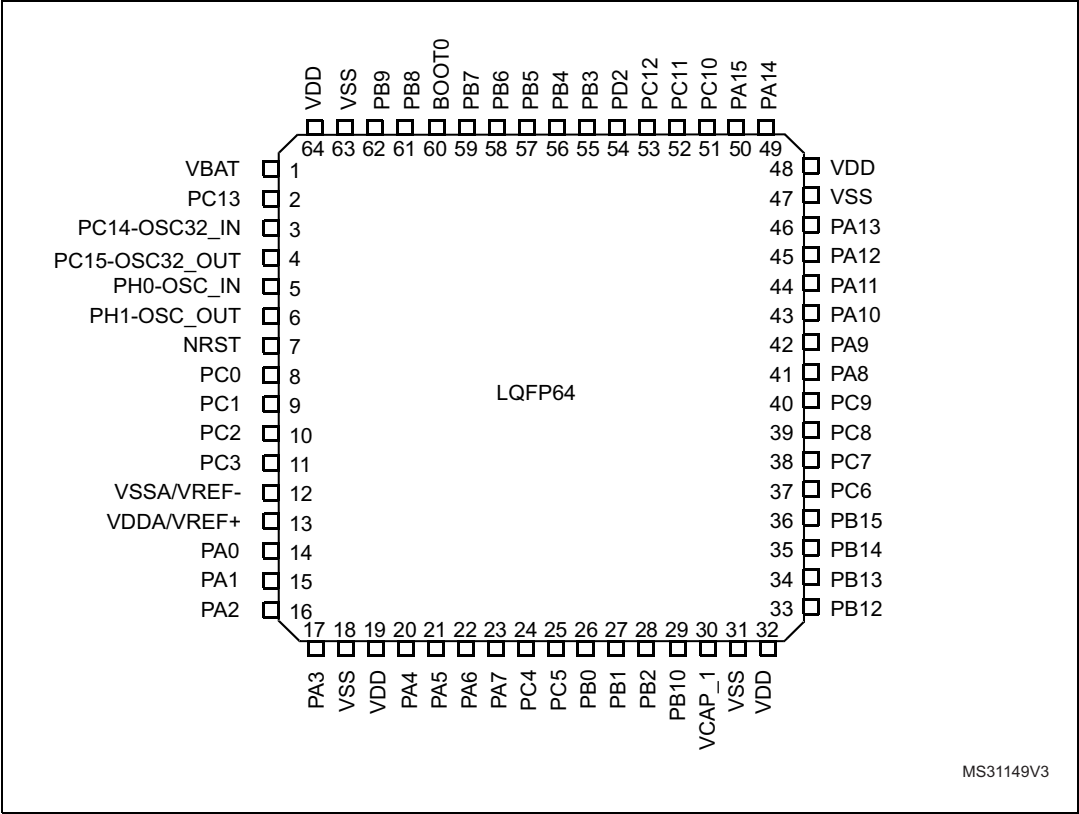 VDD VSS PB9 PB8 BOOT0 PB7 PB6 PB5 PB4 PB3 PD2 PC12 PC11 PC10 PA15 PA14
64 63 62 61 60 59 58 57 56 55 54 53 52 51 50 49
VBAT 1 48 VDD
PC13 2 47 VSS
PC14-OSC32_IN 3 46 PA13
PC15-OSC32_OUT 4 45 PA12
PH0-OSC_IN 5 44 PA11
PH1-OSC_OUT 6 43 PA10
NRST 7 42 PA9
PC0 8 41 PA8
LQFP64
PC1 9 40 PC9
PC2 10 39 PC8
PC3 11 38 PC7
VSSA/VREF- 12 37 PC6
VDDA/VREF+ 13 36 PB15
PA0 14 35 PB14
PA1 15 34 PB13
PA2 16 33 PB12
17 18 19 20 21 22 23 24 25 26 27 28 29 30 31 32
PA3 VSS VDD PA4 PA5 PA6 PA7 PC4 PC5 PB0 PB1 PB2 PB10 VCAP_1 VSS VDD
MS31149V3